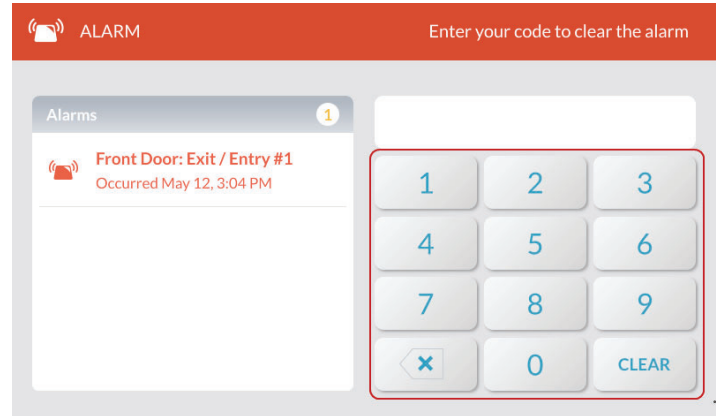 ALARM
Enter your code to clear the alarm
Alarms
1
Front Door: Exit / Entry #1
Occurred May 12, 3:04 PM
1 2 3
4 5 6
7 8 9
0 CLEAR
.